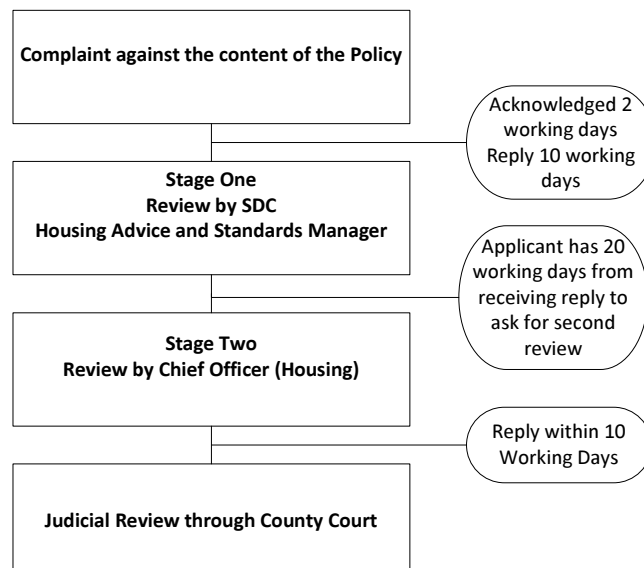 Complaint against the content of the Policy
Acknowledged 2
working days
Reply 10 working
days
Stage One
Review by SDC
Housing Advice and Standards Manager
Applicant has 20
working days from
receiving reply to
ask for second
review
Stage Two
Review by Chief Officer (Housing)
Reply within 10
Working Days
Judicial Review through County Court